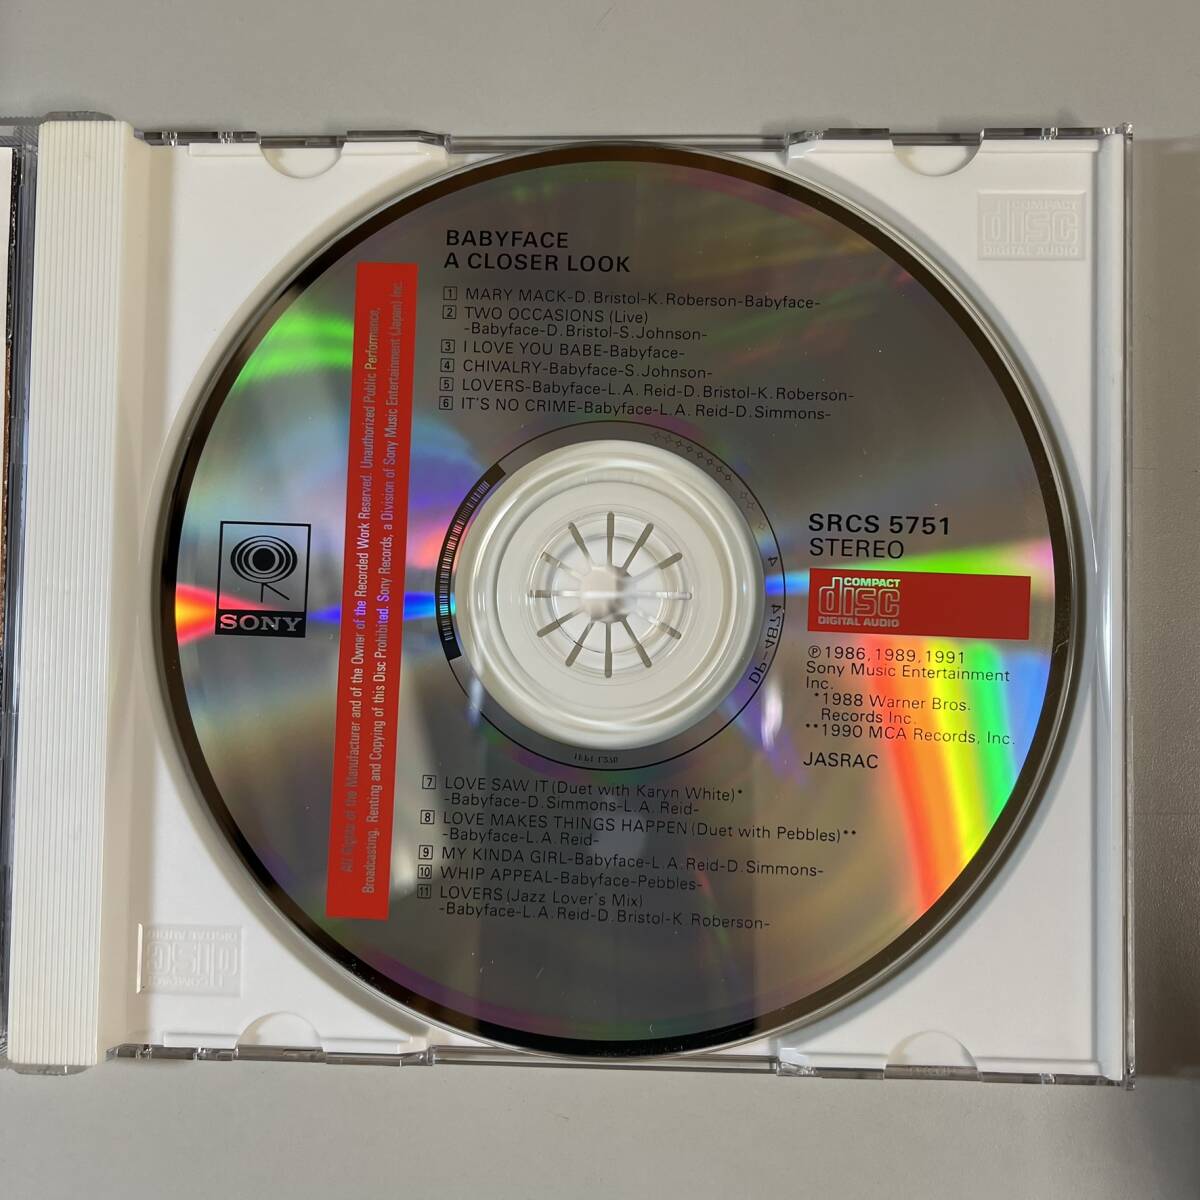 BABYFACE
A CLOSER LOOK
1 MARY MACK-D. Bristol-K. Roberson-Babyface-
2 TWO OCCASIONS (Live)
-Babyface-D. Bristol-S. Johnson-
3 I LOVE YOU BABE-Babyface-
4 CHIVALRY-Babyface-S. Johnson-
5 LOVERS-Babyface-L. A. Reid-D. Bristol-K. Roberson-
6 IT'S NO CRIME-Babyface-L. A. Reid-D. Simmons-
SONY
All Rights of the Manufacturer and of the Owner of the Recorded Work Reserved. Unauthorized Public Performance,
Broadcasting, Renting and Copying of this Disc Prohibited. Sony Records, a Division of Sony Music Entertainment (Japan) Inc.
SRCS 5751
STEREO
COMPACT
disc
DIGITAL AUDIO
℗ 1986, 1989, 1991
Sony Music Entertainment
Inc.
*1988 Warner Bros.
Records Inc.
**1990 MCA Records, Inc.
JASRAC
DP-4874
7 LOVE SAW IT (Duet with Karyn White)*
-Babyface-D. Simmons-L. A. Reid-
8 LOVE MAKES THINGS HAPPEN (Duet with Pebbles)**
-Babyface-L. A. Reid-
9 MY KINDA GIRL-Babyface-L. A. Reid-D. Simmons-
10 WHIP APPEAL-Babyface-Pebbles-
11 LOVERS (Jazz Lover's Mix)
-Babyface-L. A. Reid-D. Bristol-K. Roberson-
COMPACT
disc
DIGITAL AUDIO
COMPACT
disc
DIGITAL AUDIO